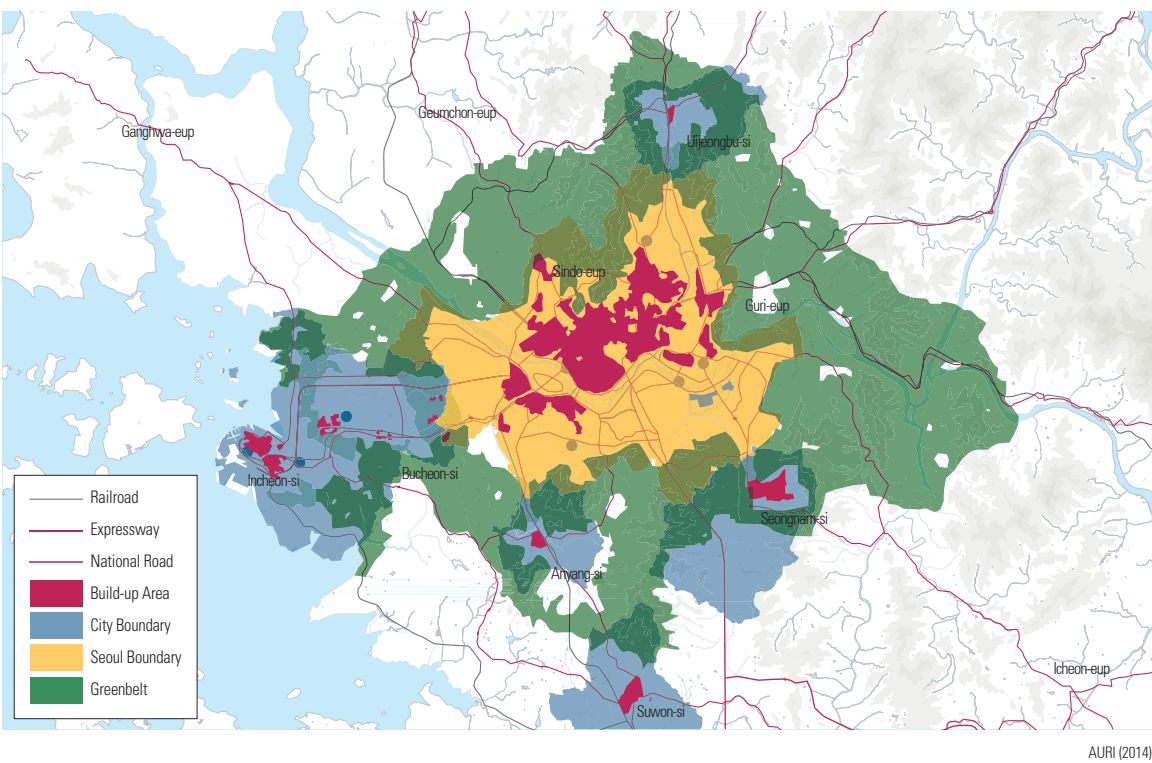 Ganghwa-eup
Geumchon-eup
Uijeongbu-si
Sindo-eup
Guri-eup
Bucheon-si
Incheon-si
Seongnam-si
Anyang-si
Icheon-eup
Suwon-si
Railroad
Expressway
National Road
Build-up Area
City Boundary
Seoul Boundary
Greenbelt
AURI (2014)